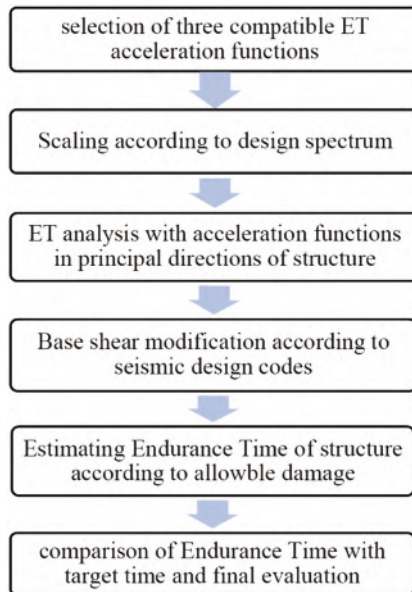 selection of three compatible ET
acceleration functions
Scaling according to design spectrum
ET analysis with acceleration functions
in principal directions of structure
Base shear modification according to
seismic design codes
Estimating Endurance Time of structure
according to allowble damage
comparison of Endurance Time with
target time and final evaluation